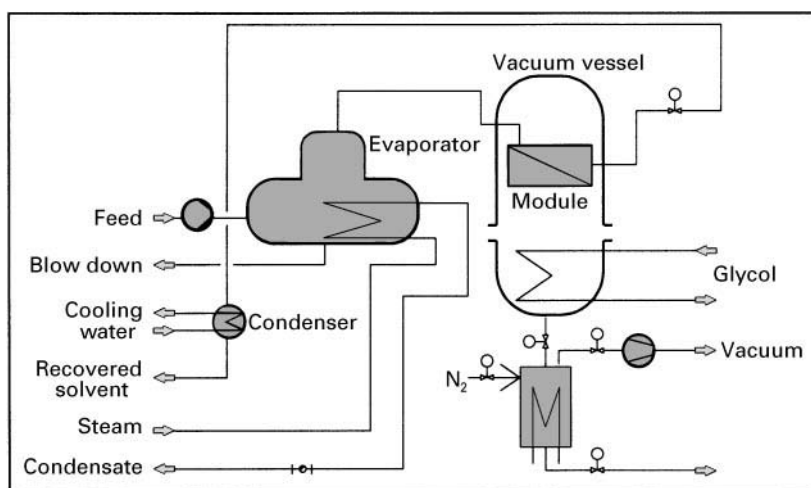 Vacuum vessel
Evaporator
Module
Feed
Blow down
Glycol
Cooling
water
Condenser
Vacuum
Recovered
solvent
N₂
Steam
Condensate